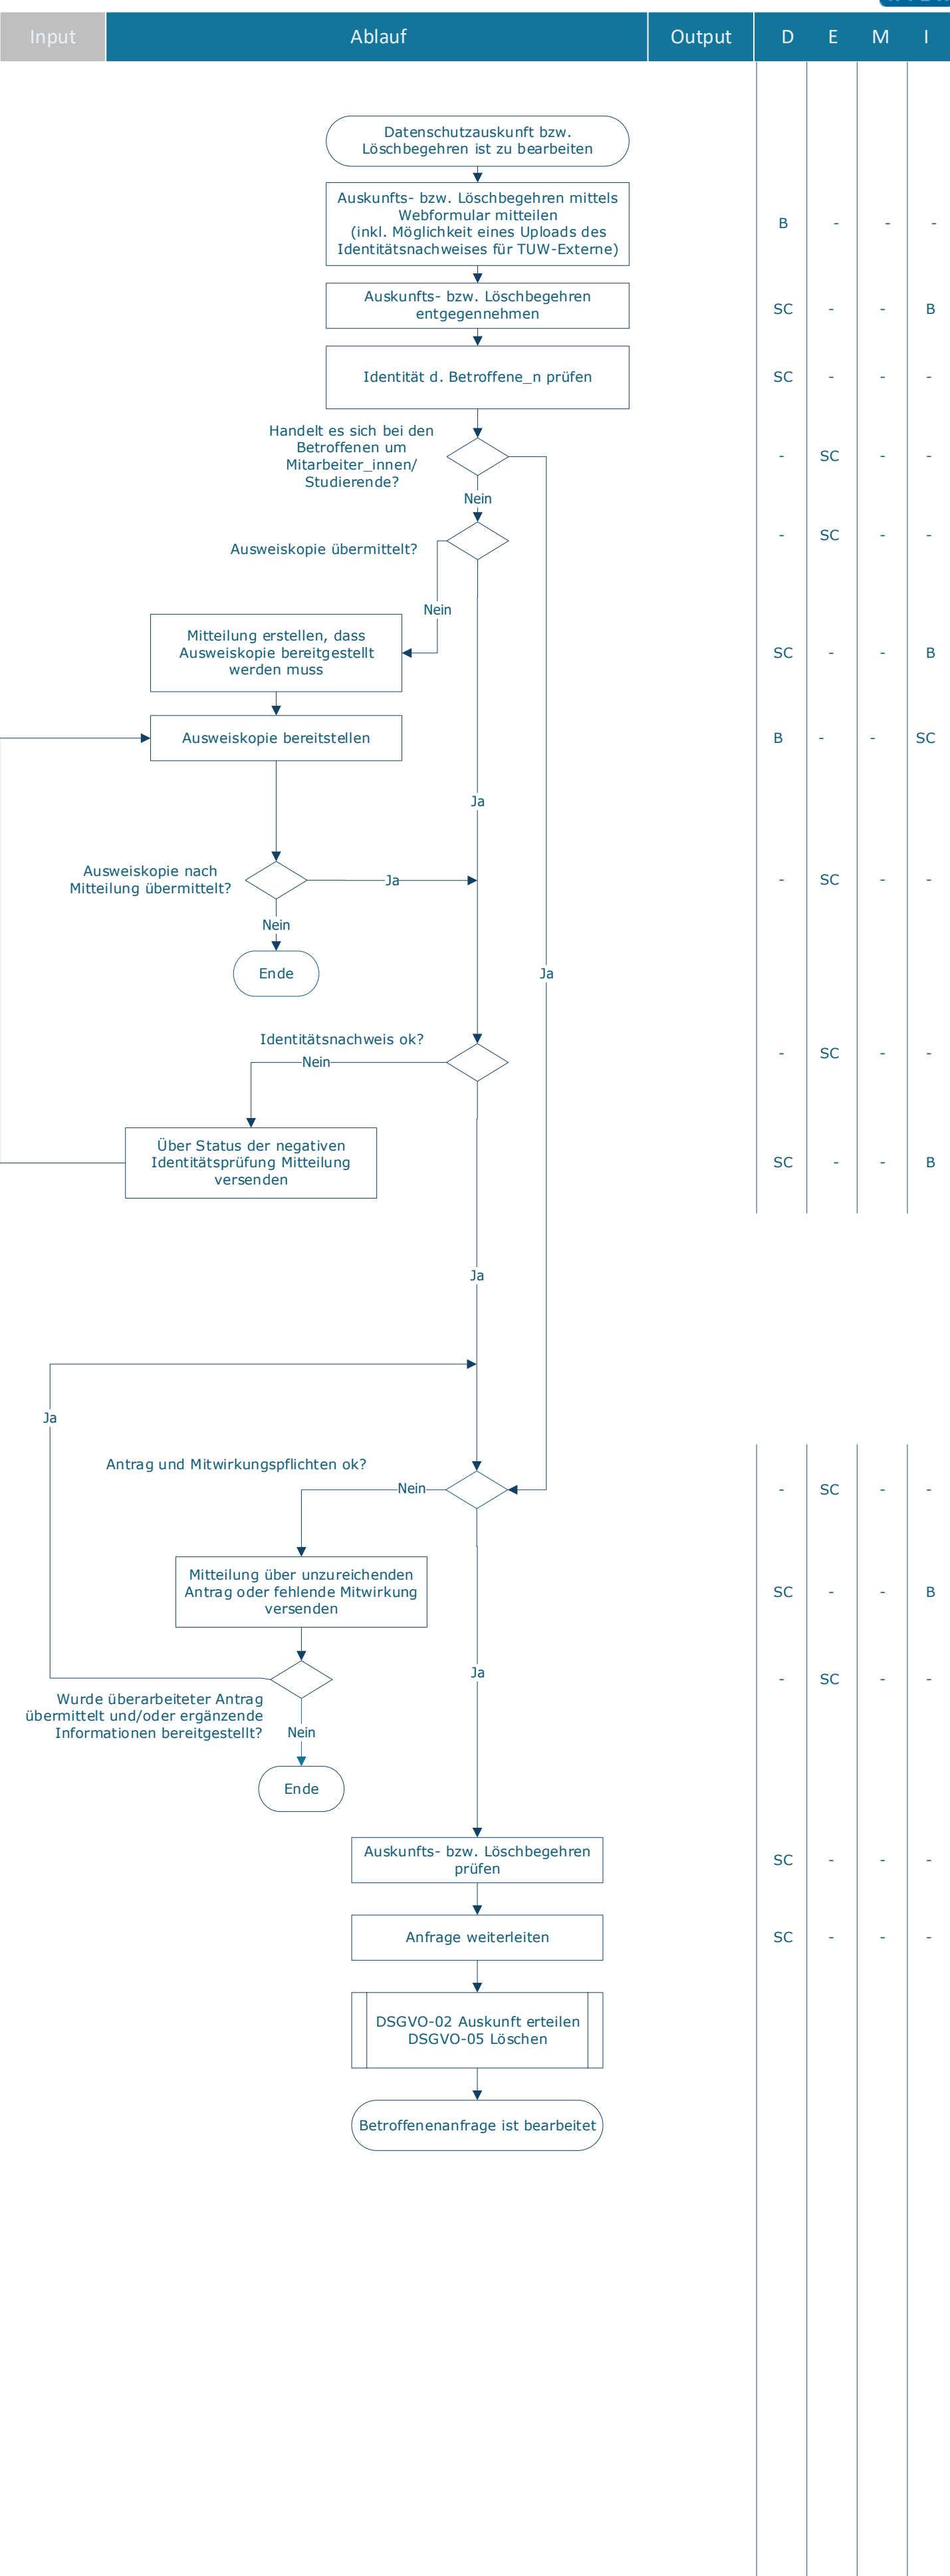 Input Ablauf Output D E M I
Datenschutzauskunft bzw.
Löschbegehren ist zu bearbeiten
Auskunfts- bzw. Löschbegehren mittels
Webformular mitteilen
(inkl. Möglichkeit eines Uploads des
Identitätsnachweises für TUW-Externe)
B - - -
Auskunfts- bzw. Löschbegehren
entgegennehmen
SC - - B
Identität d. Betroffene_n prüfen
SC - - -
Handelt es sich bei den
Betroffenen um
Mitarbeiter_innen/
Studierende?
- SC - -
Nein
Ausweiskopie übermittelt?
- SC - -
Nein
Mitteilung erstellen, dass
Ausweiskopie bereitgestellt
werden muss
SC - - B
Ausweiskopie bereitstellen
B - - SC
Ja
Ausweiskopie nach
Mitteilung übermittelt?
Ja
- SC - -
Nein
Ende
Ja
Identitätsnachweis ok?
- SC - -
Nein
Über Status der negativen
Identitätsprüfung Mitteilung
versenden
SC - - B
Ja
Ja
Antrag und Mitwirkungspflichten ok?
Nein
- SC - -
Mitteilung über unzureichenden
Antrag oder fehlende Mitwirkung
versenden
SC - - B
Ja
- SC - -
Wurde überarbeiteter Antrag
übermittelt und/oder ergänzende
Informationen bereitgestellt?
Nein
Ende
Auskunfts- bzw. Löschbegehren
prüfen
SC - - -
Anfrage weiterleiten
SC - - -
DSGVO-02 Auskunft erteilen
DSGVO-05 Löschen
Betroffenenanfrage ist bearbeitet